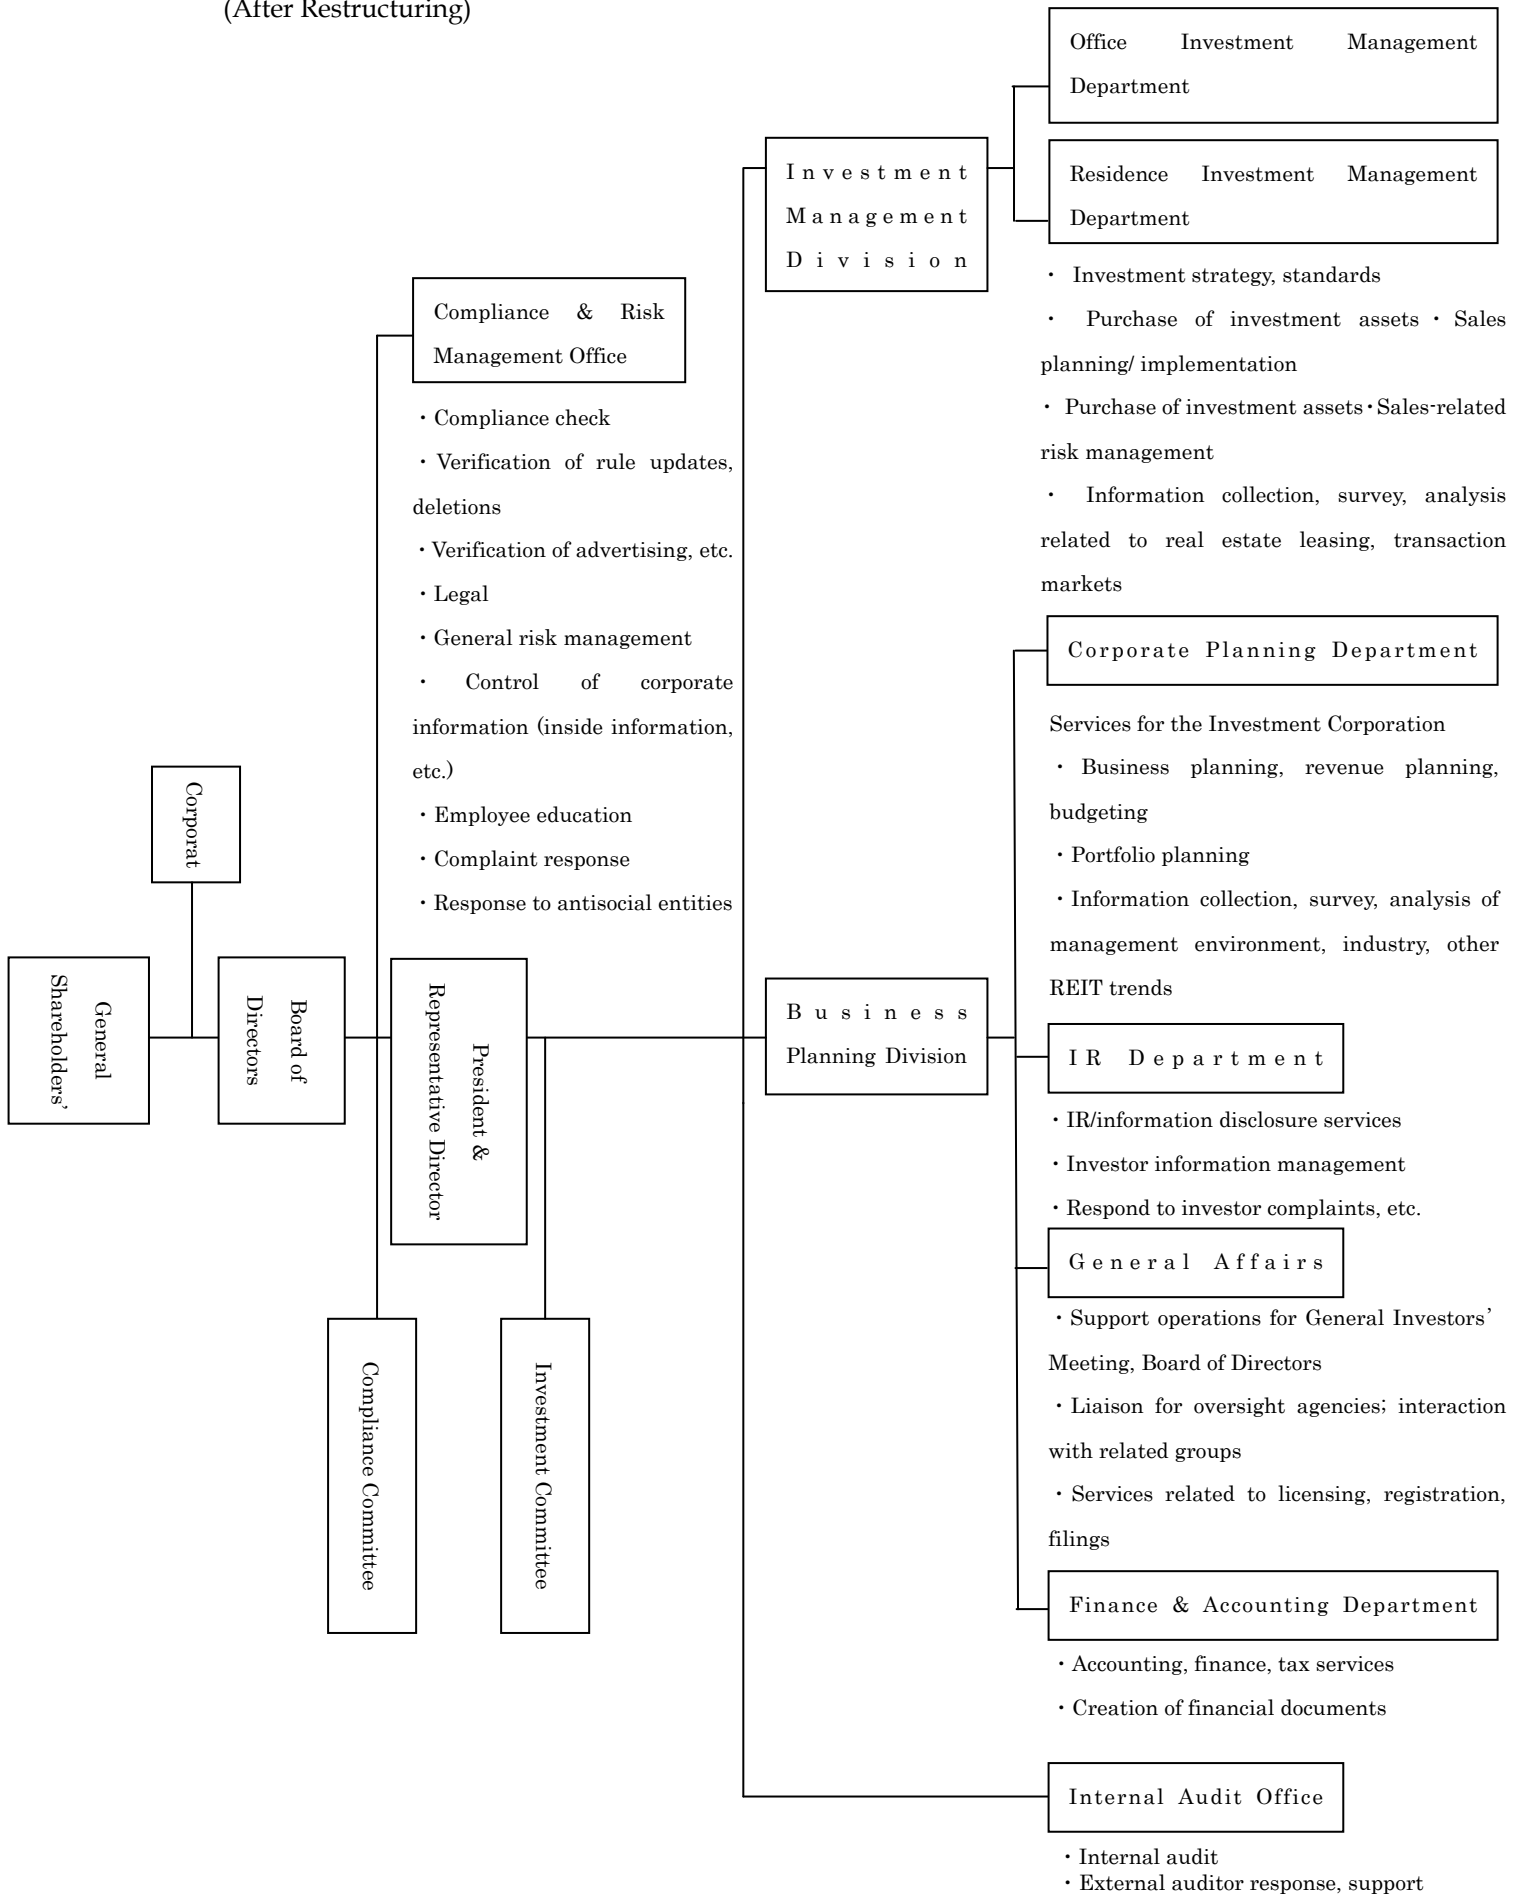 (After Restructuring)
Office Investment Management
Department
Investment
Management
Division
Residence Investment Management
Department
・ Investment strategy, standards
・ Purchase of investment assets・Sales
planning/ implementation
・ Purchase of investment assets・Sales-related
risk management
・ Information collection, survey, analysis
related to real estate leasing, transaction
markets
Compliance & Risk
Management Office
・Compliance check
・Verification of rule updates,
deletions
・Verification of advertising, etc.
・Legal
・General risk management
・ Control of corporate
information (inside information,
etc.)
・Employee education
・Complaint response
・Response to antisocial entities
Corporate Planning Department
Services for the Investment Corporation
・Business planning, revenue planning,
budgeting
・Portfolio planning
・Information collection, survey, analysis of
management environment, industry, other
REIT trends
Corporat
General
Shareholders’
Board of
Directors
President &
Representative Director
Business
Planning Division
IR Department
・IR/information disclosure services
・Investor information management
・Respond to investor complaints, etc.
General Affairs
・Support operations for General Investors’
Meeting, Board of Directors
・Liaison for oversight agencies; interaction
with related groups
・Services related to licensing, registration,
filings
Compliance Committee
Investment Committee
Finance & Accounting Department
・Accounting, finance, tax services
・Creation of financial documents
Internal Audit Office
・Internal audit
・External auditor response, support